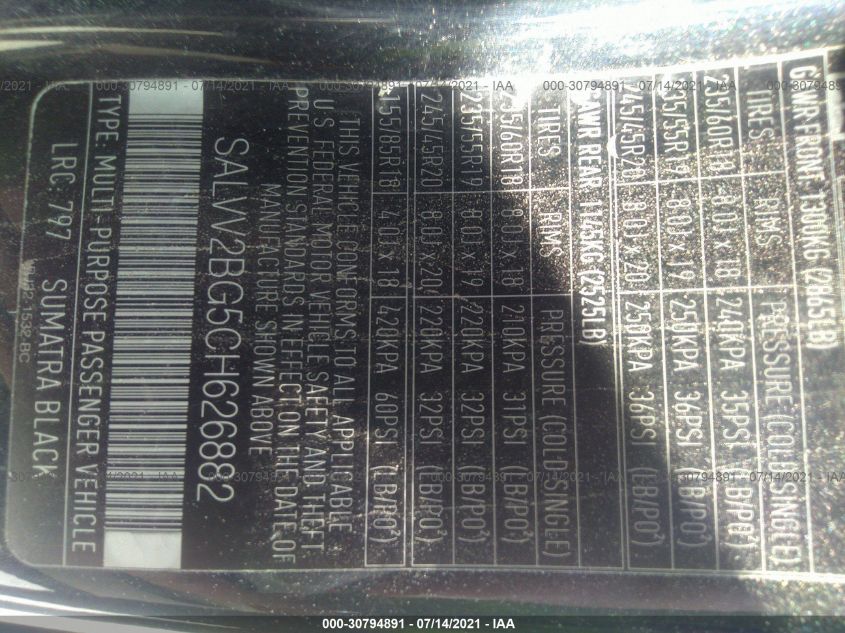 GWR FRONT 1300KG (2865LB)
TIRES RIMS PRESSURE (COLD SINGLE)
235/60R18 8.0J x 18 240KPA 35PSI (LB/PO²)
235/55R19 8.0J x 19 250KPA 36PSI (LB/PO²)
245/45R20 8.0J x 20 250KPA 36PSI (LB/PO²)
REAR 1145KG (2525LB)
TIRES RIMS PRESSURE (COLD SINGLE)
235/60R18 8.0J x 18 210KPA 31PSI (LB/PO²)
235/55R19 8.0J x 19 220KPA 32PSI (LB/PO²)
245/45R20 8.0J x 20 220KPA 32PSI (LB/PO²)
155/85R18 4.0J x 18 420KPA 60PSI (LB/PO²)
THIS VEHICLE CONFORMS TO ALL APPLICABLE
U.S FEDERAL MOTOR VEHICLE SAFETY AND THEFT
PREVENTION STANDARDS IN EFFECT ON THE DATE OF
MANUFACTURE SHOWN ABOVE
SALVV2BG5CH626882
TYPE: MULTI-PURPOSE PASSENGER VEHICLE
LRC: 797 SUMATRA BLACK
000-30794891 - 07/14/2021 - IAA